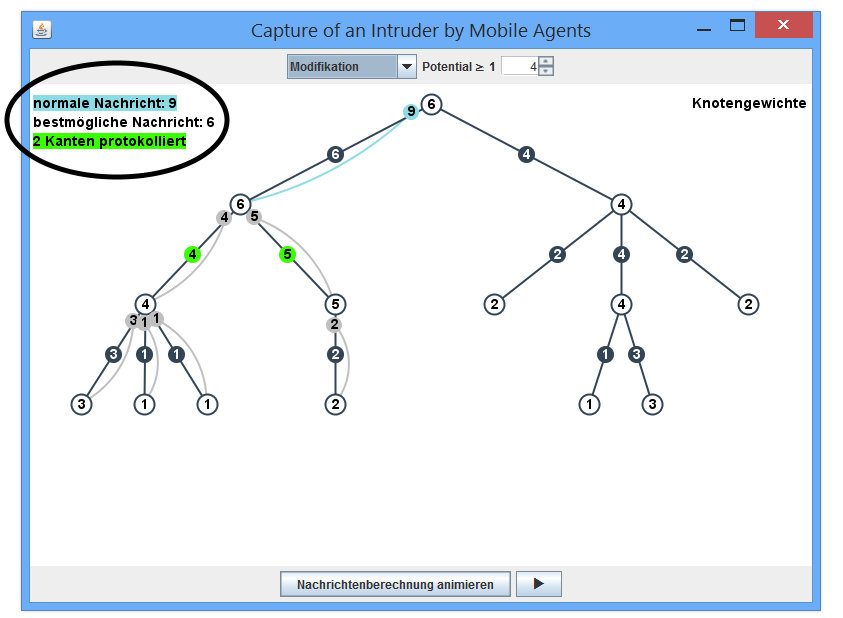 Capture of an Intruder by Mobile Agents
Modifikation Potential ≥ 1 4
normale Nachricht: 9
bestmögliche Nachricht: 6
2 Kanten protokolliert
Knotengewichte
9 6
6 4
6 4
4 5
4 5 2 4 2
4 5 2 4 2
3 1 1 2
3 1 1 2 1 3
3 1 1 2 1 3
Nachrichtenberechnung animieren